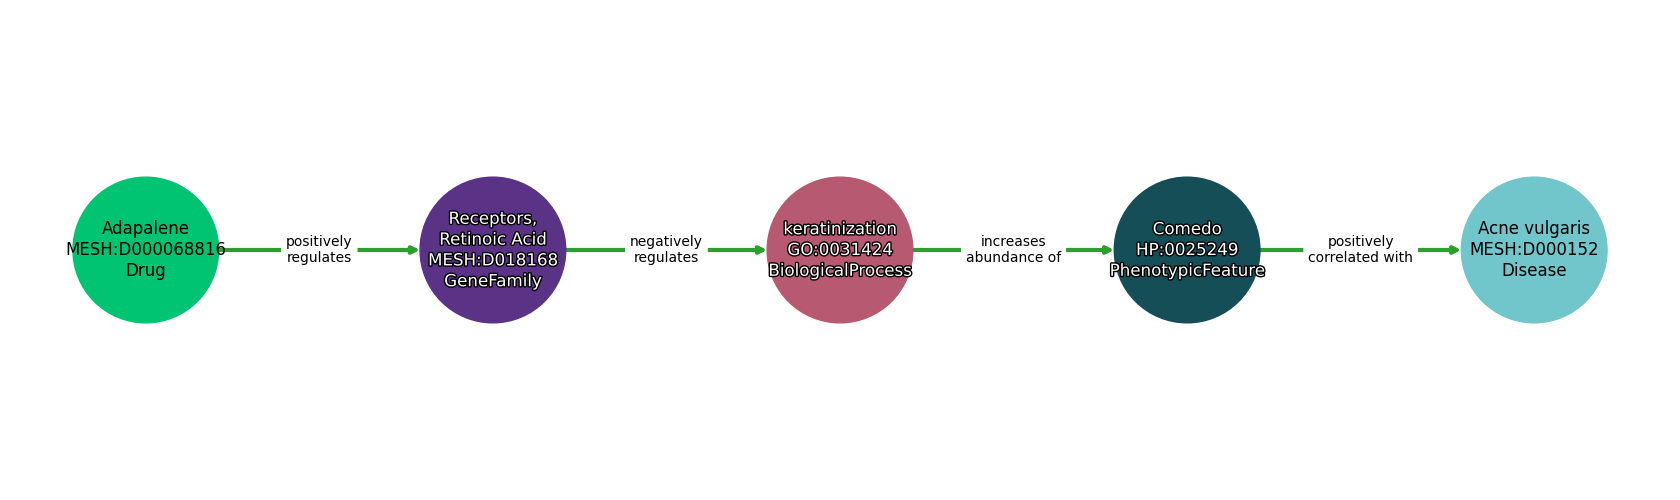 Adapalene
MESH:D000068816
Drug
positively
regulates
Receptors,
Retinoic Acid
MESH:D018168
GeneFamily
negatively
regulates
keratinization
GO:0031424
BiologicalProcess
increases
abundance of
Comedo
HP:0025249
PhenotypicFeature
positively
correlated with
Acne vulgaris
MESH:D000152
Disease